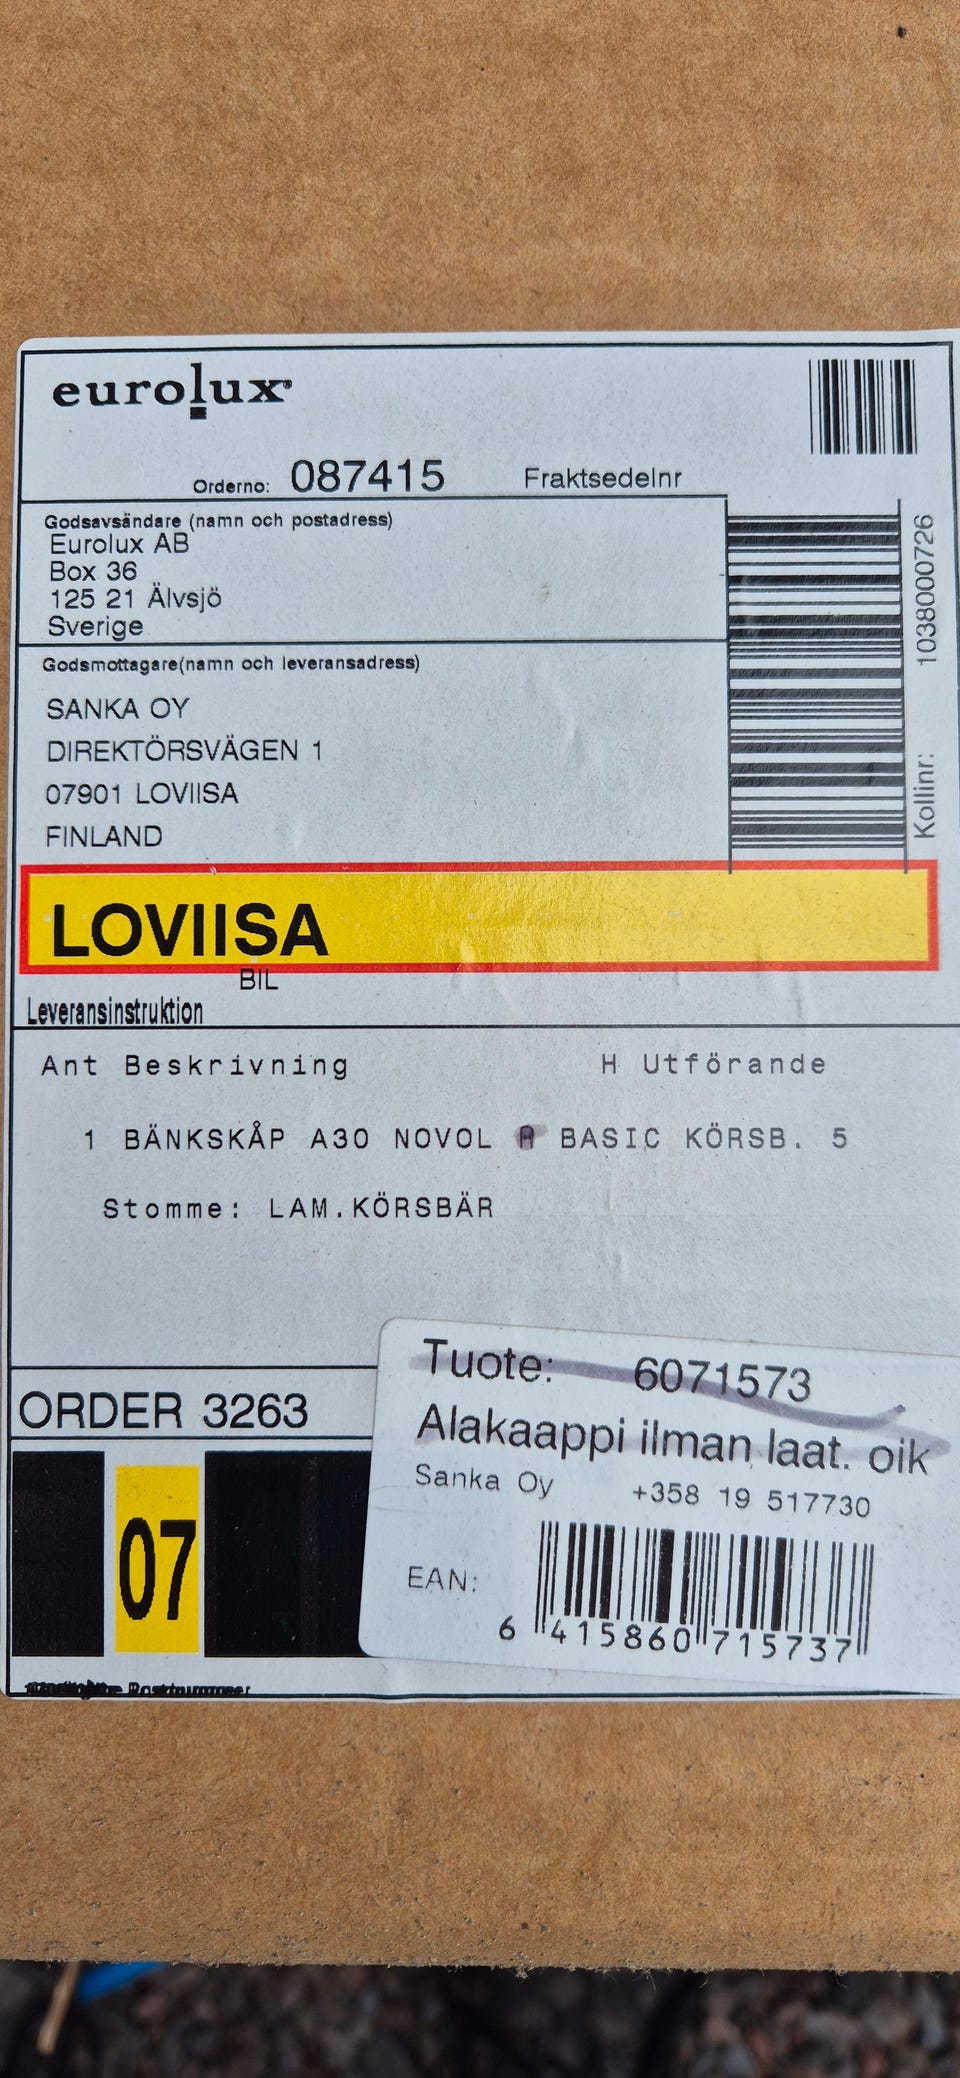 eurolux
Orderno: 087415 Fraktsedelnr
Godsavsändare (namn och postadress)
Eurolux AB
Box 36
125 21 Älvsjö
Sverige
Godsmottagare(namn och leveransadress)
SANKA OY
DIREKTÖRSVÄGEN 1
07901 LOVIISA
FINLAND
Kollinr: 1038000726
LOVIISA
BIL
Leveransinstruktion
Ant Beskrivning H Utförande
1 BÄNKSKÅP A30 NOVOL R BASIC KÖRSB. 5
Stomme: LAM.KÖRSBÄR
ORDER 3263
07
Tuote: 6071573
Alakaappi ilman laat. oik
Sanka Oy +358 19 517730
EAN:
6 415860 715737